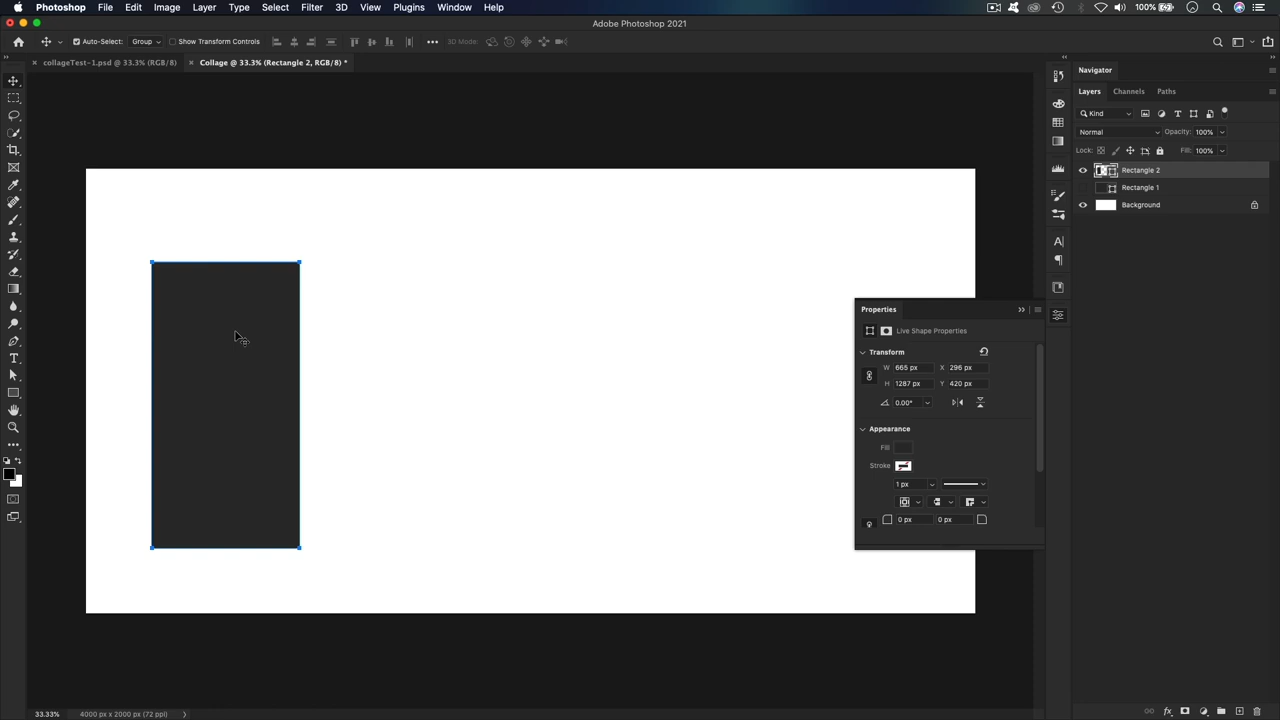 Photoshop File Edit Image Layer Type Select Filter 3D View Plugins Window Help 100%
Adobe Photoshop 2021
Auto-Select: Group Show Transform Controls 3D Mode:
collageTest-1.psd @ 33.3% (RGB/8) Collage @ 33.3% (Rectangle 2, RGB/8) *
Navigator
Layers Channels Paths
Kind
Normal Opacity: 100%
Lock: Fill: 100%
Rectangle 2
Rectangle 1
Background
Properties
Live Shape Properties
Transform
W 665 px X 296 px
H 1287 px Y 420 px
0.00°
Appearance
Fill
Stroke
1 px
0 px 0 px
33.33% 4000 px x 2000 px (72 ppi)